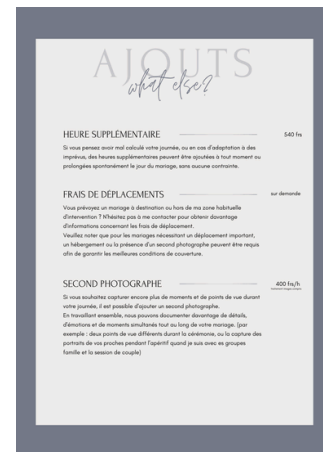 AJOUTS
what else?
HEURE SUPPLÉMENTAIRE 540 frs
Si vous pensez avoir mal calculé votre journée, ou en cas d'adaptation à des
imprévus, des heures supplémentaires peuvent être ajoutées à tout moment ou
prolongées spontanément le jour du mariage, sans aucune contrainte.
FRAIS DE DÉPLACEMENTS sur demande
Vous prévoyez un mariage à destination ou hors de ma zone habituelle
d'intervention ? N'hésitez pas à me contacter pour obtenir davantage
d'informations concernant les frais de déplacement.
Veuillez noter que pour les mariages nécessitant un déplacement important,
un hébergement ou la présence d'un second photographe peuvent être requis
afin de garantir les meilleures conditions de couverture.
SECOND PHOTOGRAPHE 400 frs/h
Si vous souhaitez capturer encore plus de moments et de points de vue durant
votre journée, il est possible d'ajouter un second photographe.
En travaillant ensemble, nous pouvons documenter davantage de détails,
d'émotions et de moments simultanés tout au long de votre mariage. (par
exemple : deux points de vue différents durant la cérémonie, ou la capture des
portraits de vos proches pendant l'apéritif quand je suis avec es groupes
famille et la session de couple)